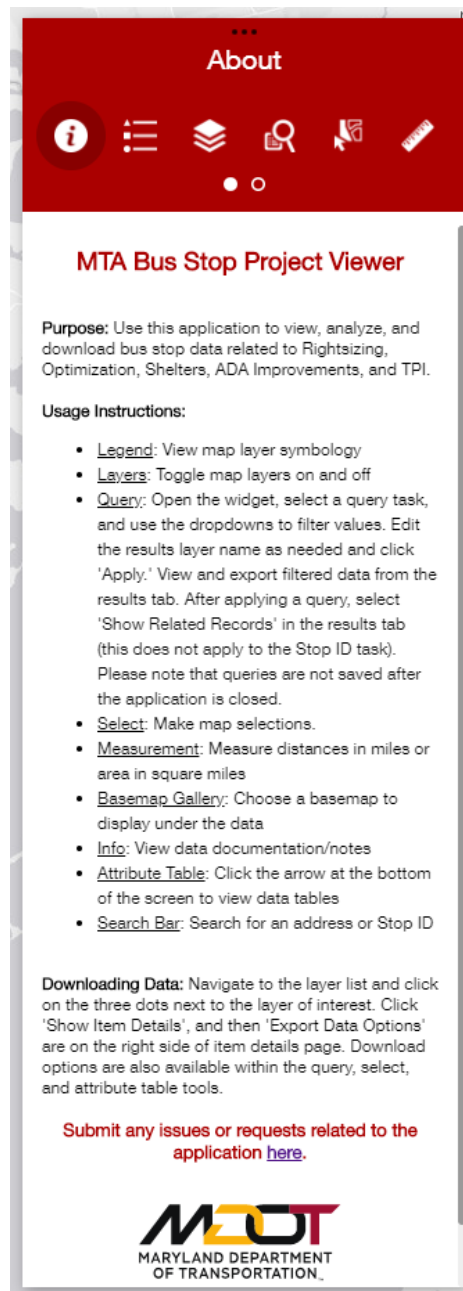 About
MTA Bus Stop Project Viewer
Purpose: Use this application to view, analyze, and
download bus stop data related to Rightsizing,
Optimization, Shelters, ADA Improvements, and TPI.
Usage Instructions:
• Legend: View map layer symbology
• Layers: Toggle map layers on and off
• Query: Open the widget, select a query task,
and use the dropdowns to filter values. Edit
the results layer name as needed and click
'Apply.' View and export filtered data from the
results tab. After applying a query, select
'Show Related Records' in the results tab
(this does not apply to the Stop ID task).
Please note that queries are not saved after
the application is closed.
• Select: Make map selections.
• Measurement: Measure distances in miles or
area in square miles
• Basemap Gallery: Choose a basemap to
display under the data
• Info: View data documentation/notes
• Attribute Table: Click the arrow at the bottom
of the screen to view data tables
• Search Bar: Search for an address or Stop ID
Downloading Data: Navigate to the layer list and click
on the three dots next to the layer of interest. Click
'Show Item Details', and then 'Export Data Options'
are on the right side of item details page. Download
options are also available within the query, select,
and attribute table tools.
Submit any issues or requests related to the
application here.
MDOT
MARYLAND DEPARTMENT
OF TRANSPORTATION